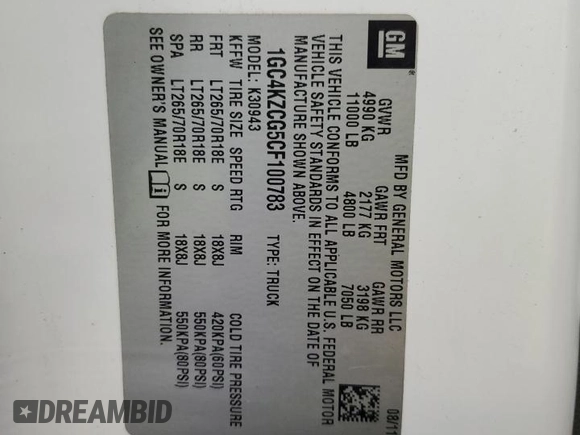 GM
®
MFD BY GENERAL MOTORS LLC
08/11
GVWR GAWR FRT GAWR RR
4990 KG 2177 KG 3198 KG
11000 LB 4800 LB 7050 LB
THIS VEHICLE CONFORMS TO ALL APPLICABLE U.S. FEDERAL MOTOR
VEHICLE SAFETY STANDARDS IN EFFECT ON THE DATE OF
MANUFACTURE SHOWN ABOVE.
1GC4KZCG5CF100783 TYPE: TRUCK
MODEL: K30943
KFFW TIRE SIZE SPEED RTG RIM COLD TIRE PRESSURE
FRT LT265/70R18E S 18X8J 420KPA(60PSI)
RR LT265/70R18E S 18X8J 550KPA(80PSI)
SPA LT265/70R18E S 18X8J 550KPA(80PSI)
SEE OWNER'S MANUAL FOR MORE INFORMATION.
DREAMBID